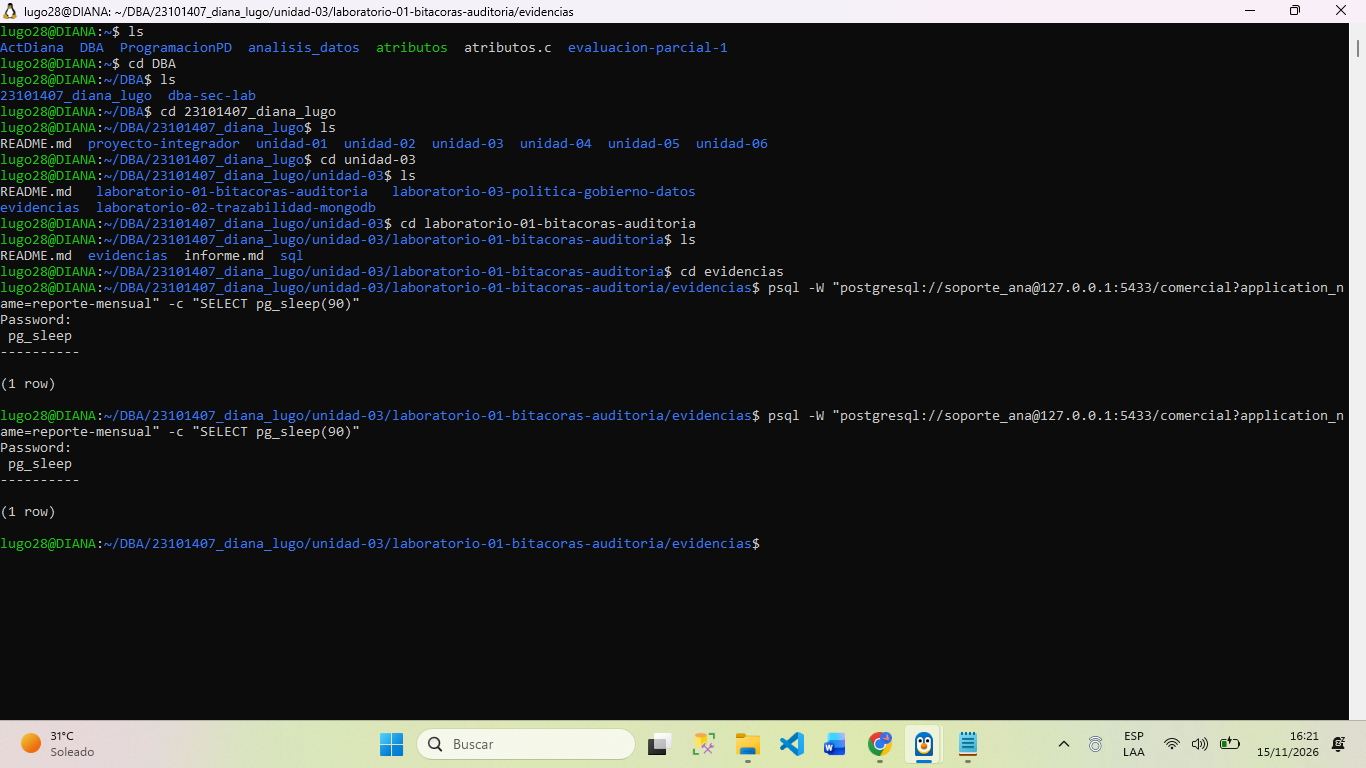 lugo28@DIANA: ~/DBA/23101407_diana_lugo/unidad-03/laboratorio-01-bitacoras-auditoria/evidencias
lugo28@DIANA:~$ ls
ActDiana  DBA  ProgramacionPD  analisis_datos  atributos  atributos.c  evaluacion-parcial-1
lugo28@DIANA:~$ cd DBA
lugo28@DIANA:~/DBA$ ls
23101407_diana_lugo  dba-sec-lab
lugo28@DIANA:~/DBA$ cd 23101407_diana_lugo
lugo28@DIANA:~/DBA/23101407_diana_lugo$ ls
README.md  proyecto-integrador  unidad-01  unidad-02  unidad-03  unidad-04  unidad-05  unidad-06
lugo28@DIANA:~/DBA/23101407_diana_lugo$ cd unidad-03
lugo28@DIANA:~/DBA/23101407_diana_lugo/unidad-03$ ls
README.md   laboratorio-01-bitacoras-auditoria   laboratorio-03-politica-gobierno-datos
evidencias  laboratorio-02-trazabilidad-mongodb
lugo28@DIANA:~/DBA/23101407_diana_lugo/unidad-03$ cd laboratorio-01-bitacoras-auditoria
lugo28@DIANA:~/DBA/23101407_diana_lugo/unidad-03/laboratorio-01-bitacoras-auditoria$ ls
README.md  evidencias  informe.md  sql
lugo28@DIANA:~/DBA/23101407_diana_lugo/unidad-03/laboratorio-01-bitacoras-auditoria$ cd evidencias
lugo28@DIANA:~/DBA/23101407_diana_lugo/unidad-03/laboratorio-01-bitacoras-auditoria/evidencias$ psql -W "postgresql://soporte_ana@127.0.0.1:5433/comercial?application_n
ame=reporte-mensual" -c "SELECT pg_sleep(90)"
Password:
 pg_sleep
----------

(1 row)

lugo28@DIANA:~/DBA/23101407_diana_lugo/unidad-03/laboratorio-01-bitacoras-auditoria/evidencias$ psql -W "postgresql://soporte_ana@127.0.0.1:5433/comercial?application_n
ame=reporte-mensual" -c "SELECT pg_sleep(90)"
Password:
 pg_sleep
----------

(1 row)

lugo28@DIANA:~/DBA/23101407_diana_lugo/unidad-03/laboratorio-01-bitacoras-auditoria/evidencias$
31°C
Soleado
Buscar
ESP
LAA
16:21
15/11/2026